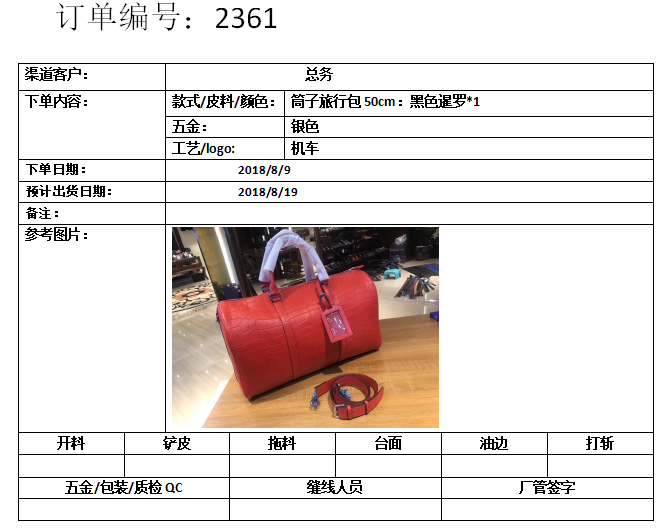 订单编号：2361
渠道客户： 总务
下单内容： 款式/皮料/颜色： 筒子旅行包 50cm：黑色暹罗*1
五金： 银色
工艺/logo: 机车
下单日期： 2018/8/9
预计出货日期： 2018/8/19
备注：
参考图片：
开料 铲皮 拖料 台面 油边 打斩
五金/包装/质检 QC 缝线人员 厂管签字